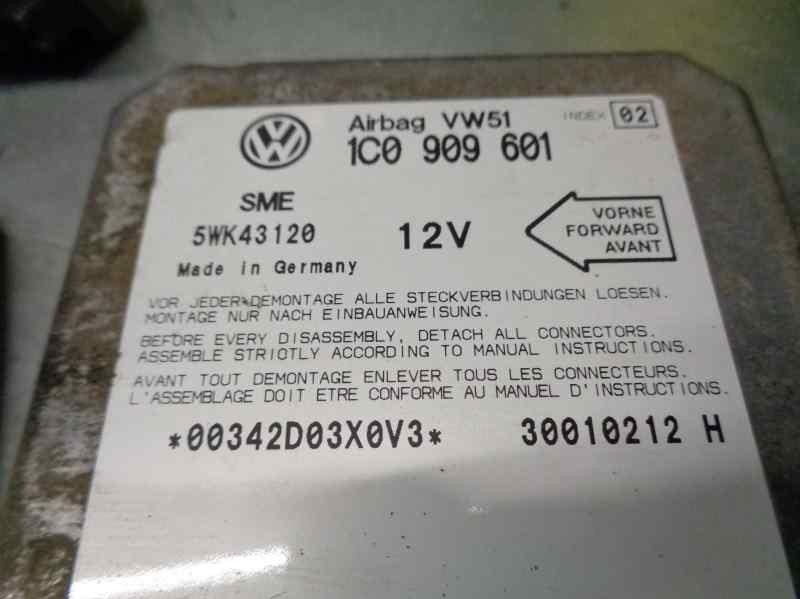 Airbag VW51
INDEX 02
1C0 909 601
SME
5WK43120
12V
VORNE
FORWARD
AVANT
Made in Germany
VOR JEDER DEMONTAGE ALLE STECKVERBINDUNGEN LOESEN.
MONTAGE NUR NACH EINBAUANWEISUNG.
BEFORE EVERY DISASSEMBLY, DETACH ALL CONNECTORS.
ASSEMBLE STRICTLY ACCORDING TO MANUAL INSTRUCTIONS.
AVANT TOUT DEMONTAGE ENLEVER TOUS LES CONNECTEURS.
L'ASSEMBLAGE DOIT ETRE CONFORME AU MANUEL D'INSTRUCTIONS.
*00342D03X0V3* 30010212 H